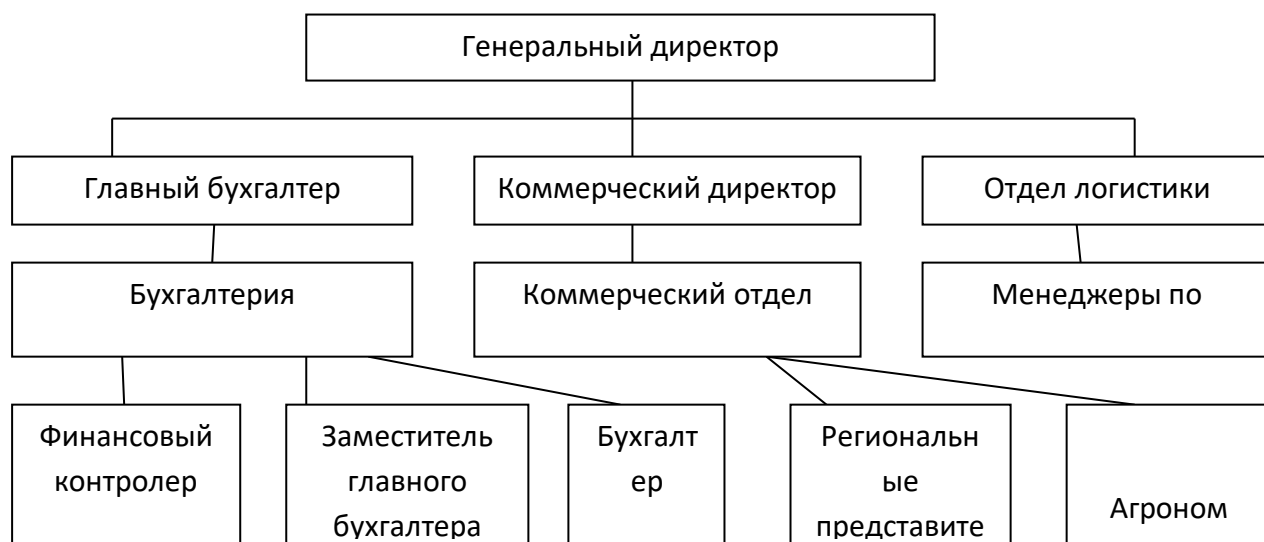 Генеральный директор
Главный бухгалтер
Коммерческий директор
Отдел логистики
Бухгалтерия
Коммерческий отдел
Менеджеры по
Финансовый
контролер
Заместитель
главного
бухгалтера
Бухгалт
ер
Региональн
ые
представите
Агроном